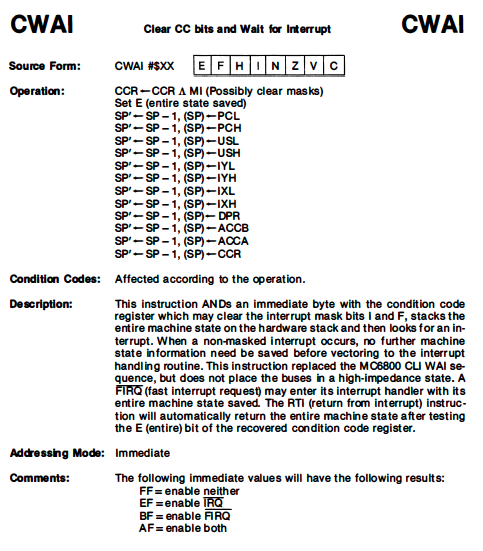 CWAI Clear CC bits and Wait for Interrupt CWAI
Source Form: CWAI #$XX E F H I N Z V C
Operation: CCR←CCR Λ MI (Possibly clear masks)
Set E (entire state saved)
SP'←SP – 1, (SP)←PCL
SP'←SP – 1, (SP)←PCH
SP'←SP – 1, (SP)←USL
SP'←SP – 1, (SP)←USH
SP'←SP – 1, (SP)←IYL
SP'←SP – 1, (SP)←IYH
SP'←SP – 1, (SP)←IXL
SP'←SP – 1, (SP)←IXH
SP'←SP – 1, (SP)←DPR
SP'←SP – 1, (SP)←ACCB
SP'←SP – 1, (SP)←ACCA
SP'←SP – 1, (SP)←CCR
Condition Codes: Affected according to the operation.
Description: This instruction ANDs an immediate byte with the condition code
register which may clear the interrupt mask bits I and F, stacks the
entire machine state on the hardware stack and then looks for an in-
terrupt. When a non-masked interrupt occurs, no further machine
state information need be saved before vectoring to the interrupt
handling routine. This instruction replaced the MC6800 CLI WAI se-
quence, but does not place the buses in a high-impedance state. A
F̅I̅R̅Q̅ (fast interrupt request) may enter its interrupt handler with its
entire machine state saved. The RTI (return from interrupt) instruc-
tion will automatically return the entire machine state after testing
the E (entire) bit of the recovered condition code register.
Addressing Mode: Immediate
Comments: The following immediate values will have the following results:
FF = enable neither
EF = enable I̅R̅Q̅
BF = enable F̅I̅R̅Q̅
AF = enable both